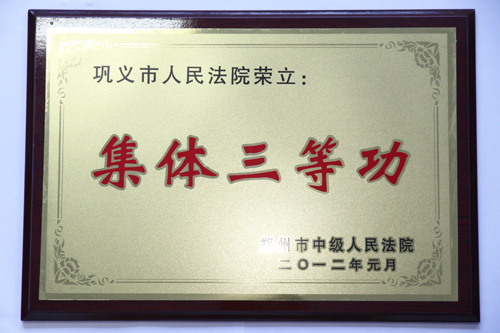 巩义市人民法院荣立：
集体三等功
郑州市中级人民法院
二〇一二年元月